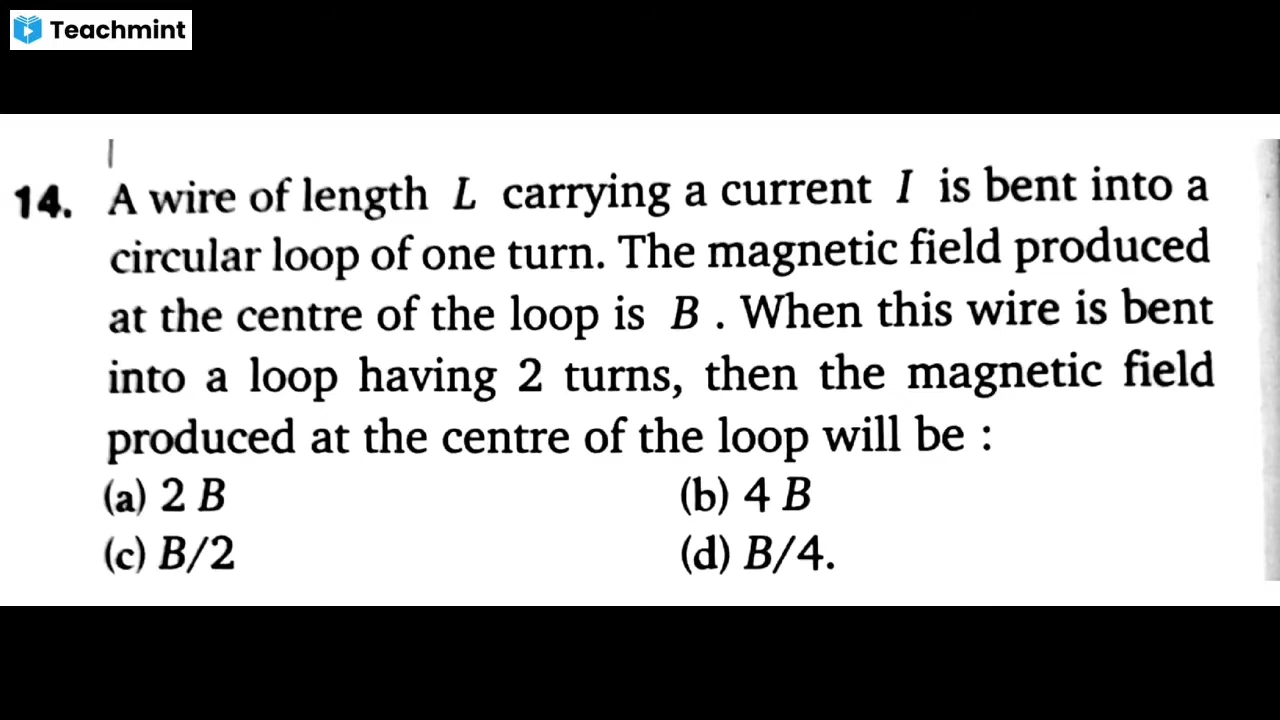 Teachmint
14. A wire of length L carrying a current I is bent into a
circular loop of one turn. The magnetic field produced
at the centre of the loop is B . When this wire is bent
into a loop having 2 turns, then the magnetic field
produced at the centre of the loop will be :
(a) 2 B (b) 4 B
(c) B/2 (d) B/4.